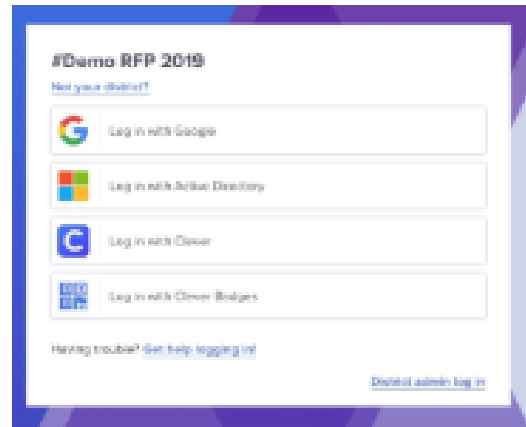 #Demo RFP 2019
Not your district?
Log in with Google
Log in with Active Directory
C
Log in with Clever
Log in with Clever Badges
Having trouble? Get help logging in!
District admin log in